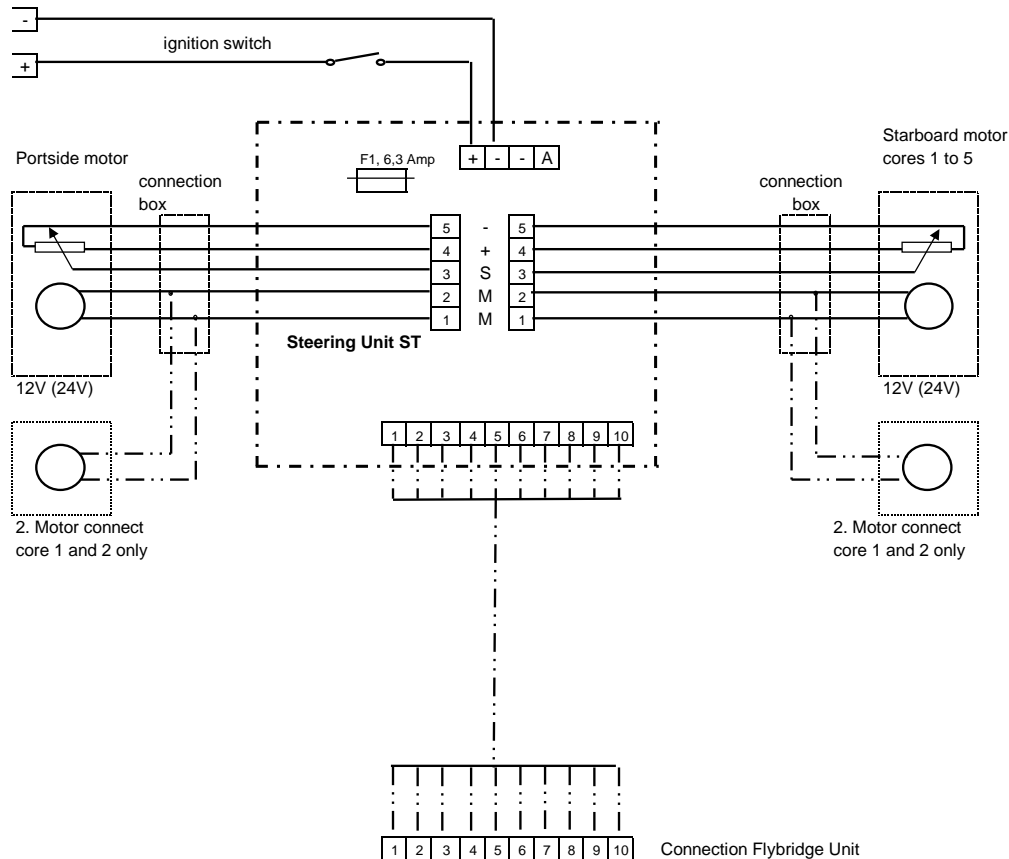 -
ignition switch
+
F1, 6,3 Amp
+ - - A
Portside motor
Starboard motor
cores 1 to 5
connection
box
connection
box
5 - 5
4 + 4
3 S 3
2 M 2
1 M 1
Steering Unit ST
12V (24V)
12V (24V)
1 2 3 4 5 6 7 8 9 10
2. Motor connect
core 1 and 2 only
2. Motor connect
core 1 and 2 only
1 2 3 4 5 6 7 8 9 10
Connection Flybridge Unit